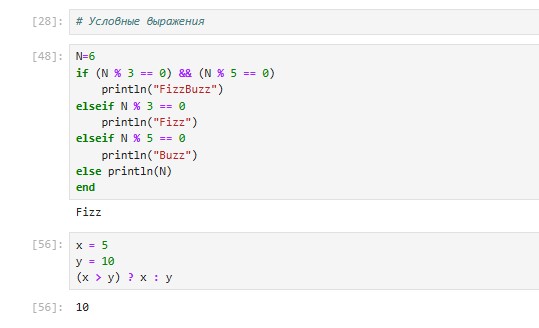 [28]: # Условные выражения
[48]: N=6
if (N % 3 == 0) && (N % 5 == 0)
    println("FizzBuzz")
elseif N % 3 == 0
    println("Fizz")
elseif N % 5 == 0
    println("Buzz")
else println(N)
end
Fizz
[56]: x = 5
y = 10
(x > y) ? x : y
[56]: 10